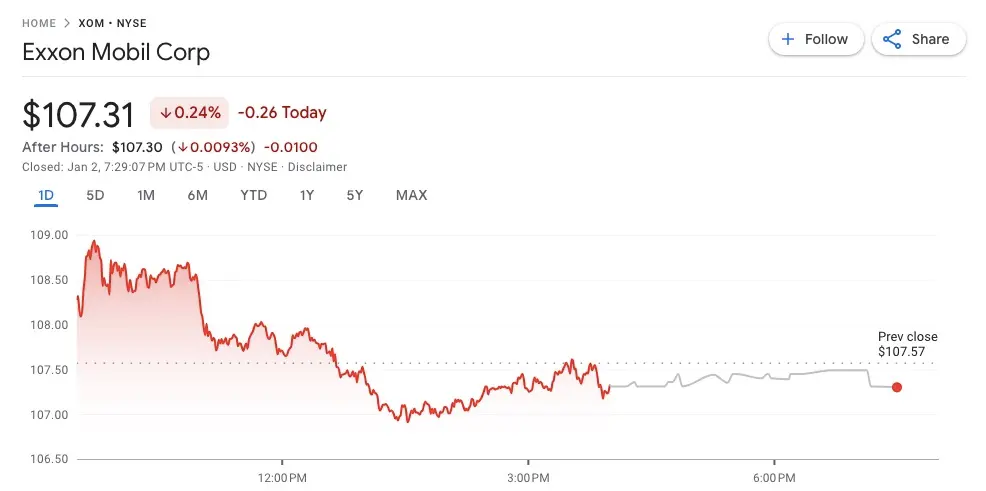 HOME > XOM • NYSE
Exxon Mobil Corp
+ Follow
Share
$107.31 ↓0.24% -0.26 Today
After Hours: $107.30 (↓0.0093%) -0.0100
Closed: Jan 2, 7:29:07 PM UTC-5 · USD · NYSE · Disclaimer
1D 5D 1M 6M YTD 1Y 5Y MAX
109.00
108.50
108.00
107.50
107.00
106.50
Prev close
$107.57
12:00 PM 3:00 PM 6:00 PM